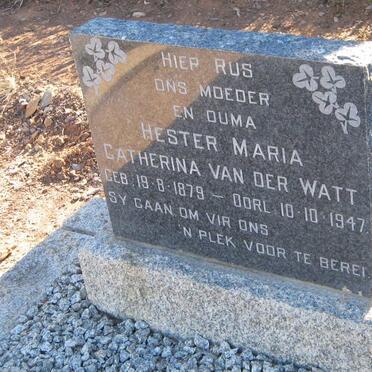 HIER RUS
ONS MOEDER
EN OUMA
HESTER MARIA
CATHERINA VAN DER WATT
GEB. 19·8·1879 – OORL. 10·10·1947
SY GAAN OM VIR ONS
'N PLEK VOOR TE BEREI